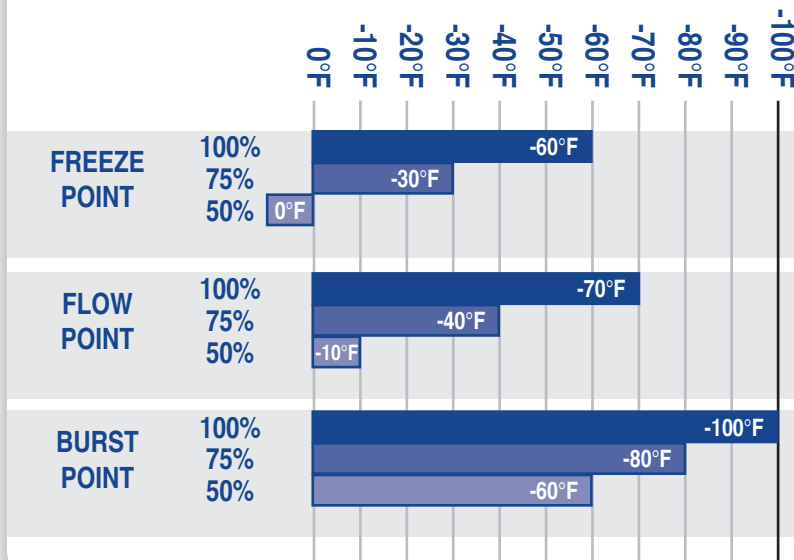 0°F -10°F -20°F -30°F -40°F -50°F -60°F -70°F -80°F -90°F -100°F
FREEZE POINT
100% -60°F
75% -30°F
50% 0°F
FLOW POINT
100% -70°F
75% -40°F
50% -10°F
BURST POINT
100% -100°F
75% -80°F
50% -60°F